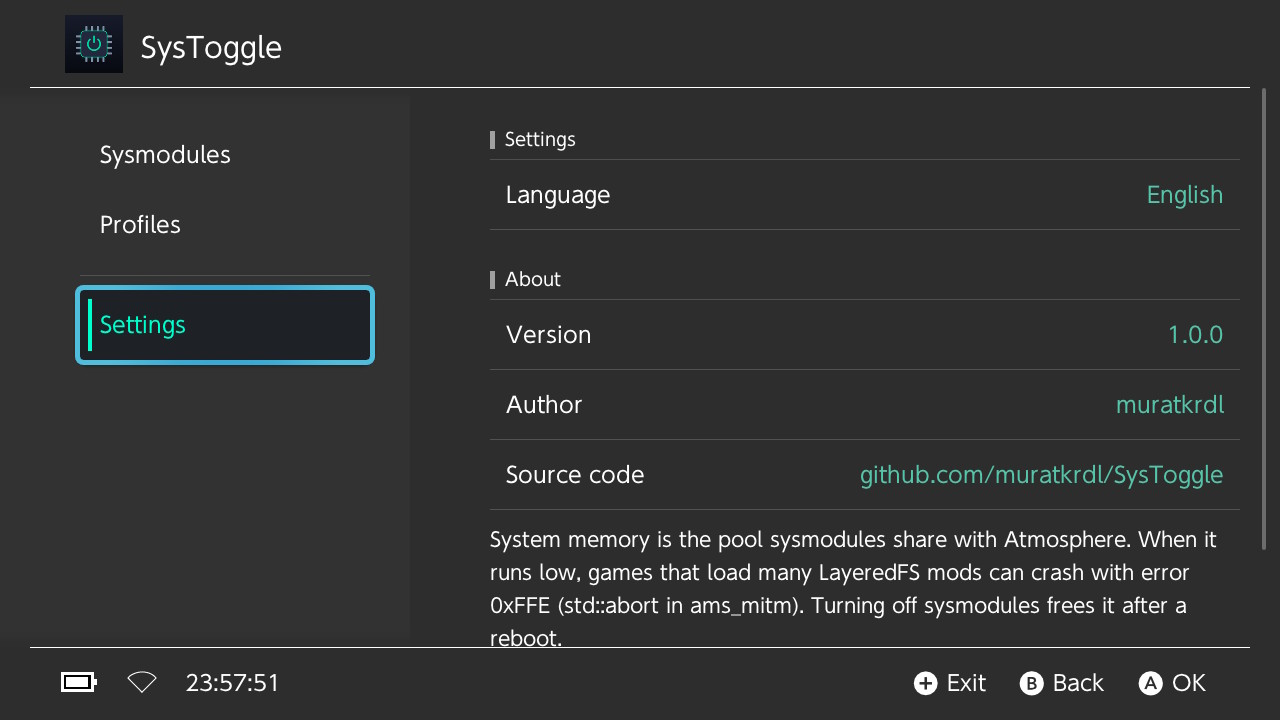 SysToggle
Sysmodules
Profiles
Settings
Settings
Language English
About
Version 1.0.0
Author muratkrdl
Source code github.com/muratkrdl/SysToggle
System memory is the pool sysmodules share with Atmosphere. When it
runs low, games that load many LayeredFS mods can crash with error
0xFFE (std::abort in ams_mitm). Turning off sysmodules frees it after a
reboot.
23:57:51
+ Exit B Back A OK